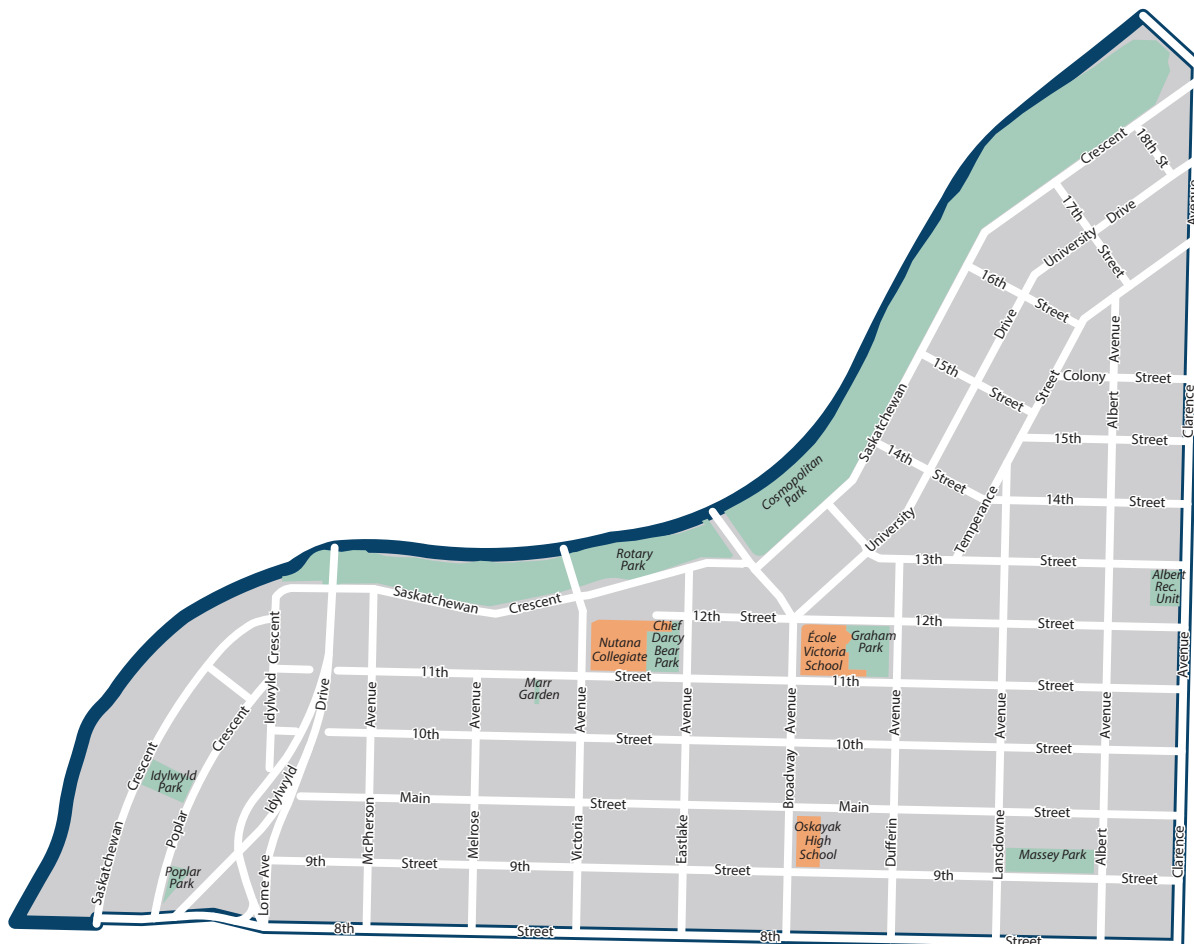 Crescent
18th St
17th
Street
University
Drive
Avenue
16th
Street
Drive
Avenue
Colony
Street
15th
Street
Street
Albert
Clarence
Saskatchewan
15th
Street
14th
Street
14th
Street
Cosmopolitan
Park
University
Temperance
13th
Street
Rotary
Park
Albert
Rec.
Unit
Saskatchewan
Crescent
12th
Street
12th
Street
Crescent
Nutana
Collegiate
Chief
Darcy
Bear
Park
École
Victoria
School
Graham
Park
Avenue
11th
Street
11th
Street
Marr
Garden
Idylwyld
Drive
Avenue
Avenue
Avenue
Avenue
Avenue
Avenue
Avenue
Avenue
Crescent
10th
Street
10th
Street
Crescent
Idylwyld
Park
Idylwyld
Broadway
Main
Street
Main
Street
Saskatchewan
Poplar
McPherson
Melrose
Victoria
Eastlake
Oskayak
High
School
Dufferin
Lansdowne
Massey Park
Albert
Clarence
Poplar
Park
Lorne Ave
9th
Street
9th
Street
9th
Street
8th
Street
8th
Street